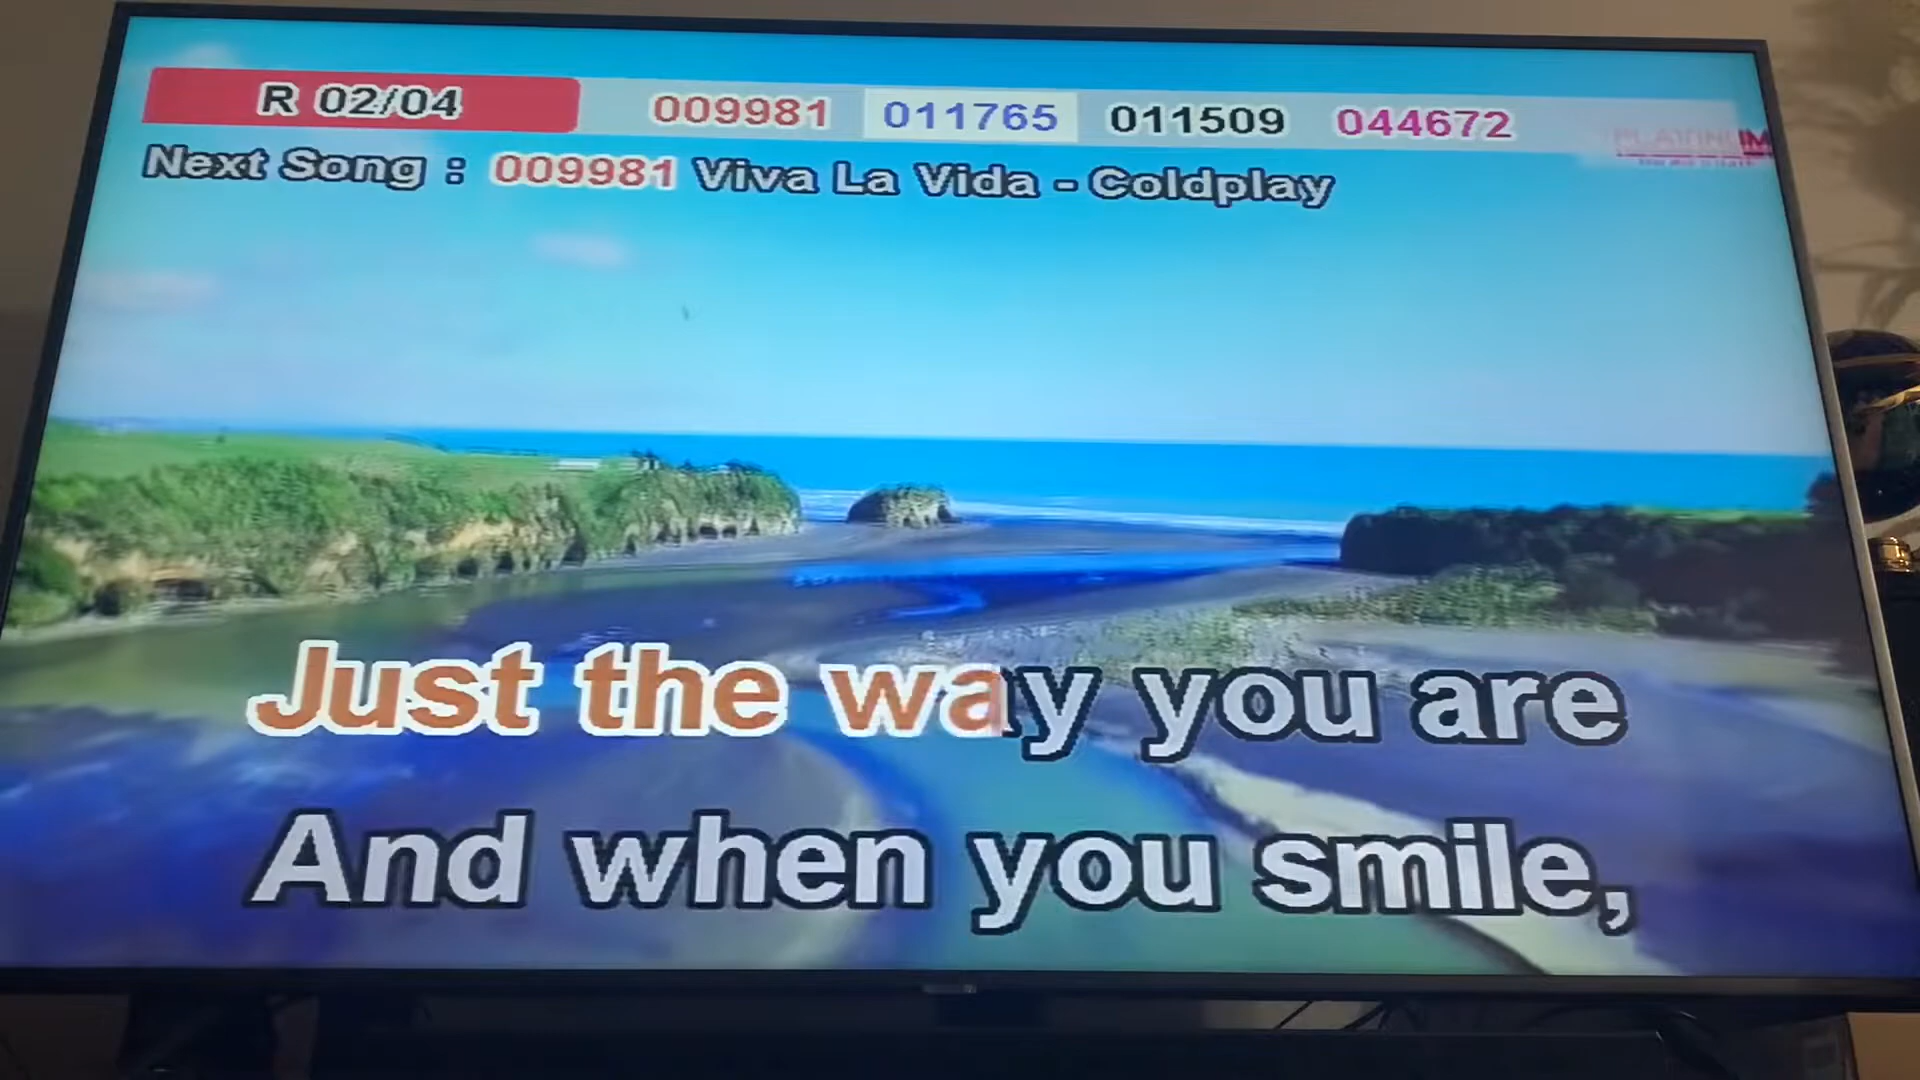 R 02/04 009981 011765 011509 044672
PLATINUM
Next Song : 009981 Viva La Vida - Coldplay
Just the way you are
And when you smile,